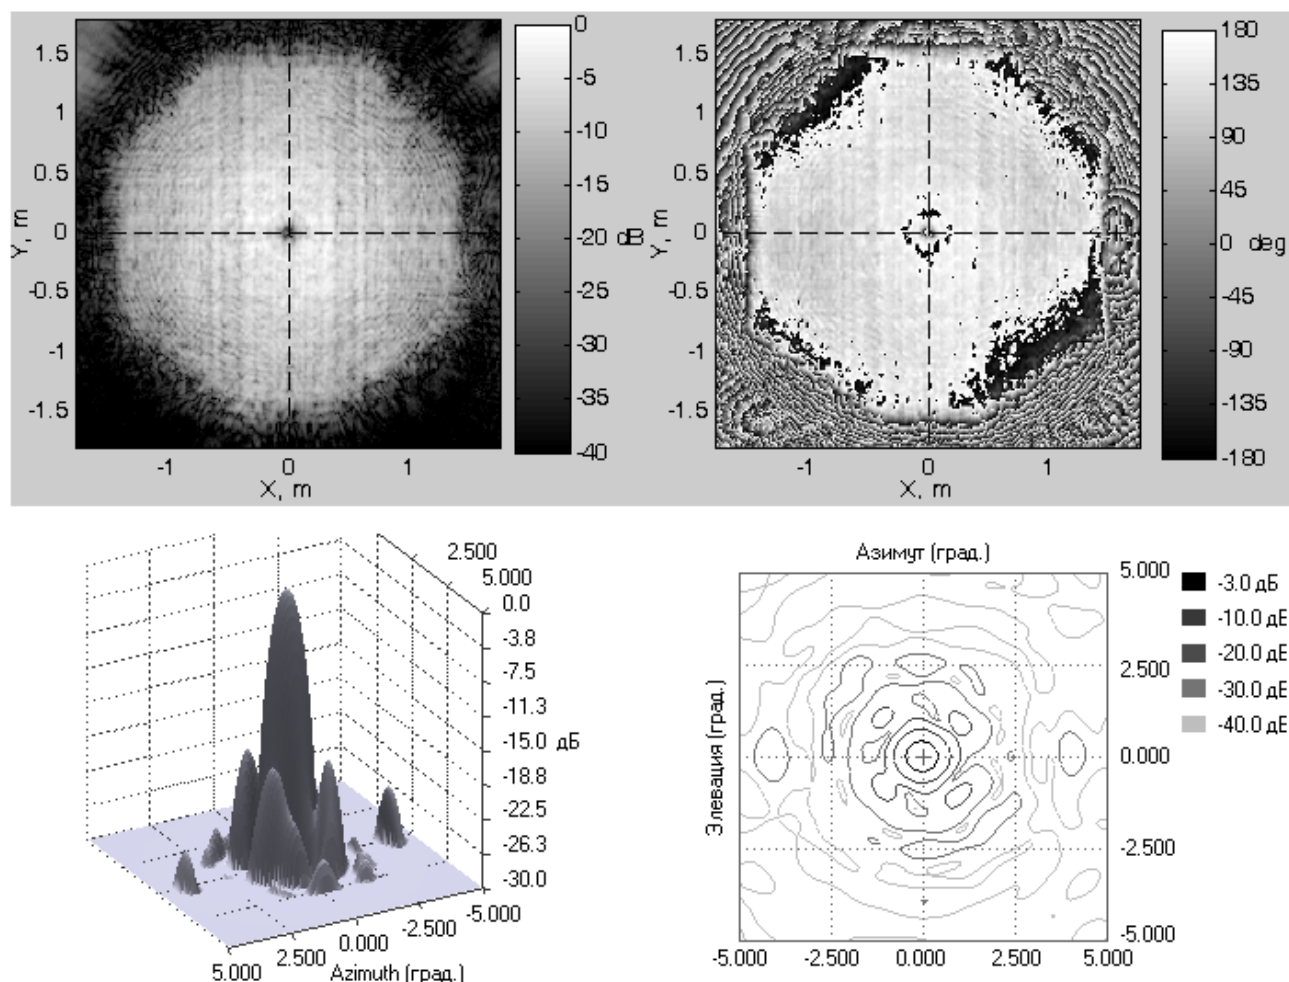 1.5
1
0.5
0
-0.5
-1
-1.5
Y, m
-1 0 1
X, m
0
-5
-10
-15
-20 dB
-25
-30
-35
-40
1.5
1
0.5
0
-0.5
-1
-1.5
Y, m
-1 0 1
X, m
180
135
90
45
0 deg
-45
-90
-135
-180
2.500
5.000
0.0
-3.8
-7.5
-11.3
-15.0 дБ
-18.8
-22.5
-26.3
-30.0
-5.000
-2.500
0.000
2.500
5.000
Azimuth (град.)
Азимут (град.)
5.000
2.500
0.000
-2.500
-5.000
Элевация (град.)
-5.000 -2.500 0.000 2.500 5.000
Azimuth (град.)
-3.0 дБ
-10.0 дЕ
-20.0 дЕ
-30.0 дЕ
-40.0 дЕ